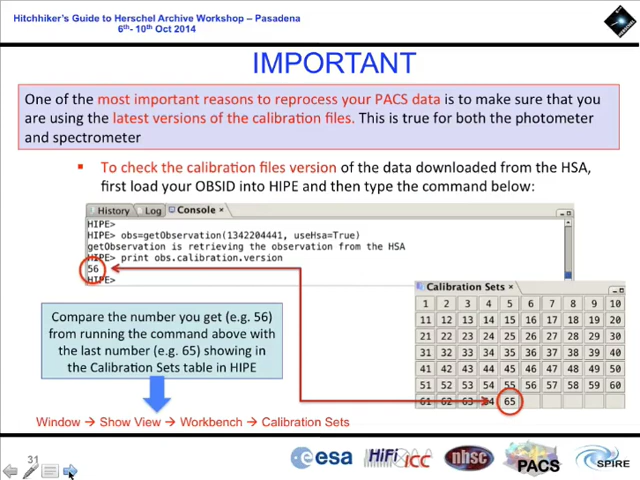 Hitchhiker's Guide to Herschel Archive Workshop – Pasadena
6th- 10th Oct 2014
IMPORTANT
One of the most important reasons to reprocess your PACS data is to make sure that you
are using the latest versions of the calibration files. This is true for both the photometer
and spectrometer
▪ To check the calibration files version of the data downloaded from the HSA,
first load your OBSID into HIPE and then type the command below:
History Log Console ×
HIPE>
HIPE> obs=getObservation(1342204441, useHsa=True)
getObservation is retrieving the observation from the HSA
HIPE> print obs.calibration.version
56
HIPE>
Calibration Sets ×
1 2 3 4 5 6 7 8 9 10
11 12 13 14 15 16 17 18 19 20
21 22 23 24 25 26 27 28 29 30
31 32 33 34 35 36 37 38 39 40
41 42 43 44 45 46 47 48 49 50
51 52 53 54 55 56 57 58 59 60
61 62 63 64 65
Compare the number you get (e.g. 56)
from running the command above with
the last number (e.g. 65) showing in
the Calibration Sets table in HIPE
Window → Show View → Workbench → Calibration Sets
31
esa
HIFI ICC
nhsc
PACS
SPIRE